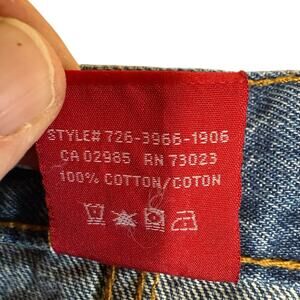 STYLE# 726-3966-1906
CA 02985 RN 73023
100% COTTON/COTON